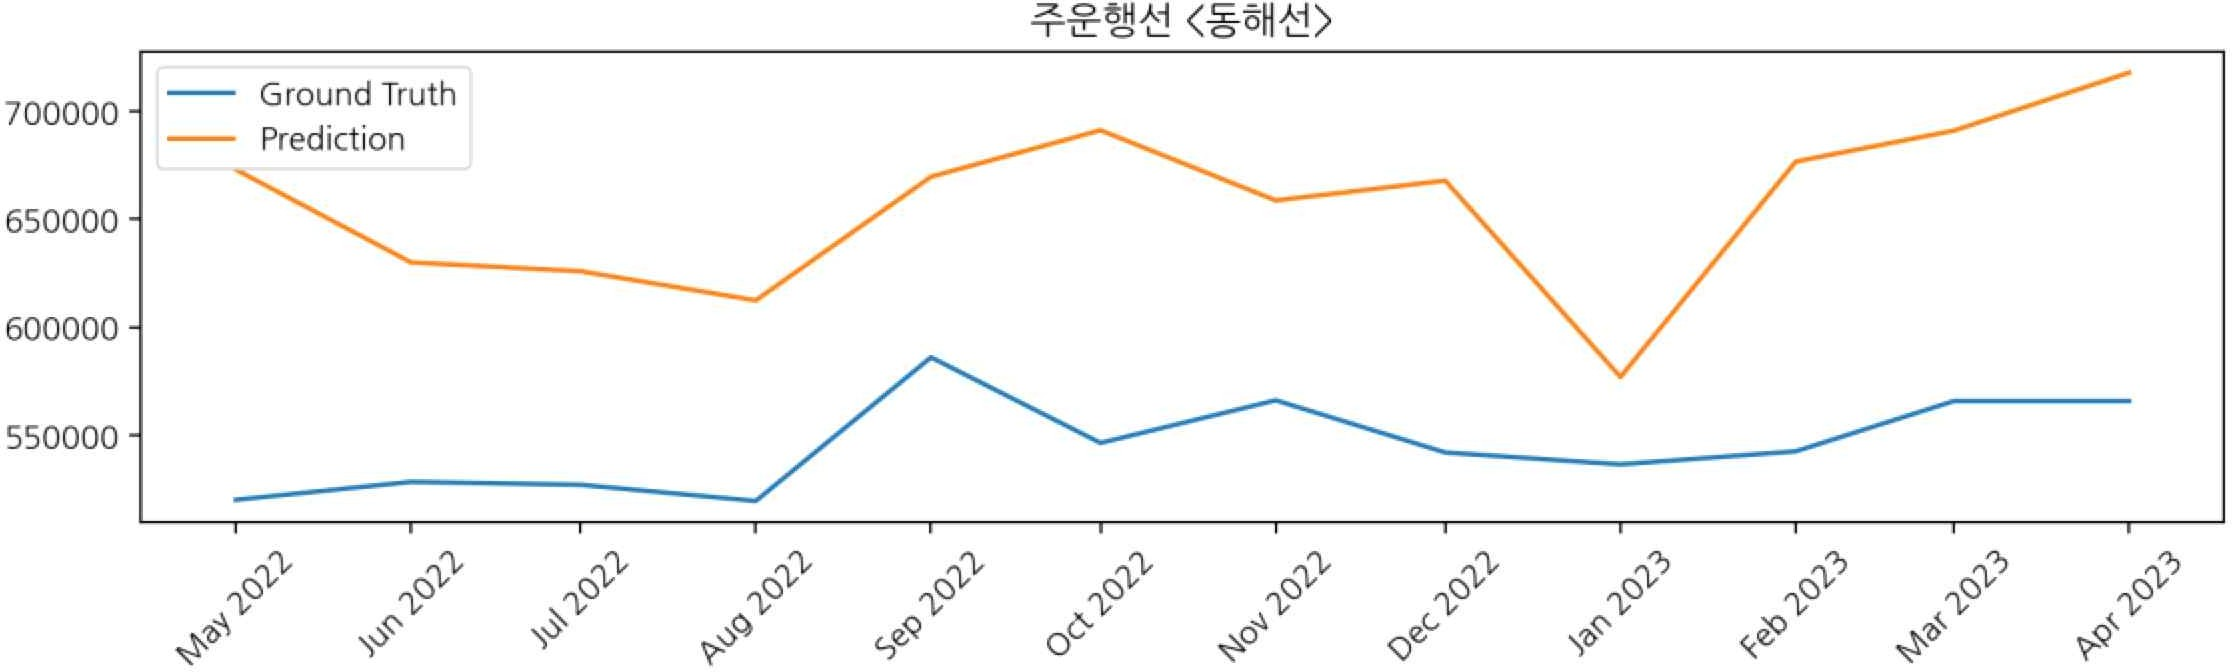 주운행선 <동해선>
Ground Truth
Prediction
700000
650000
600000
550000
May 2022
Jun 2022
Jul 2022
Aug 2022
Sep 2022
Oct 2022
Nov 2022
Dec 2022
Jan 2023
Feb 2023
Mar 2023
Apr 2023